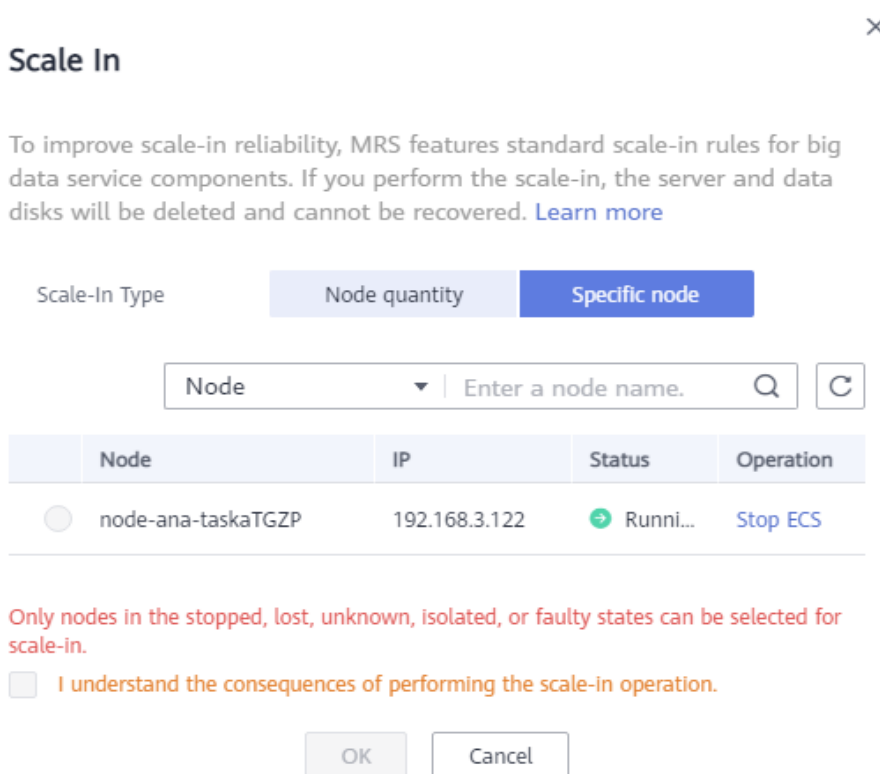 Scale In
To improve scale-in reliability, MRS features standard scale-in rules for big
data service components. If you perform the scale-in, the server and data
disks will be deleted and cannot be recovered. Learn more
Scale-In Type Node quantity Specific node
Node Enter a node name.
Node IP Status Operation
node-ana-taskaTGZP 192.168.3.122 Runni... Stop ECS
Only nodes in the stopped, lost, unknown, isolated, or faulty states can be selected for
scale-in.
I understand the consequences of performing the scale-in operation.
OK Cancel